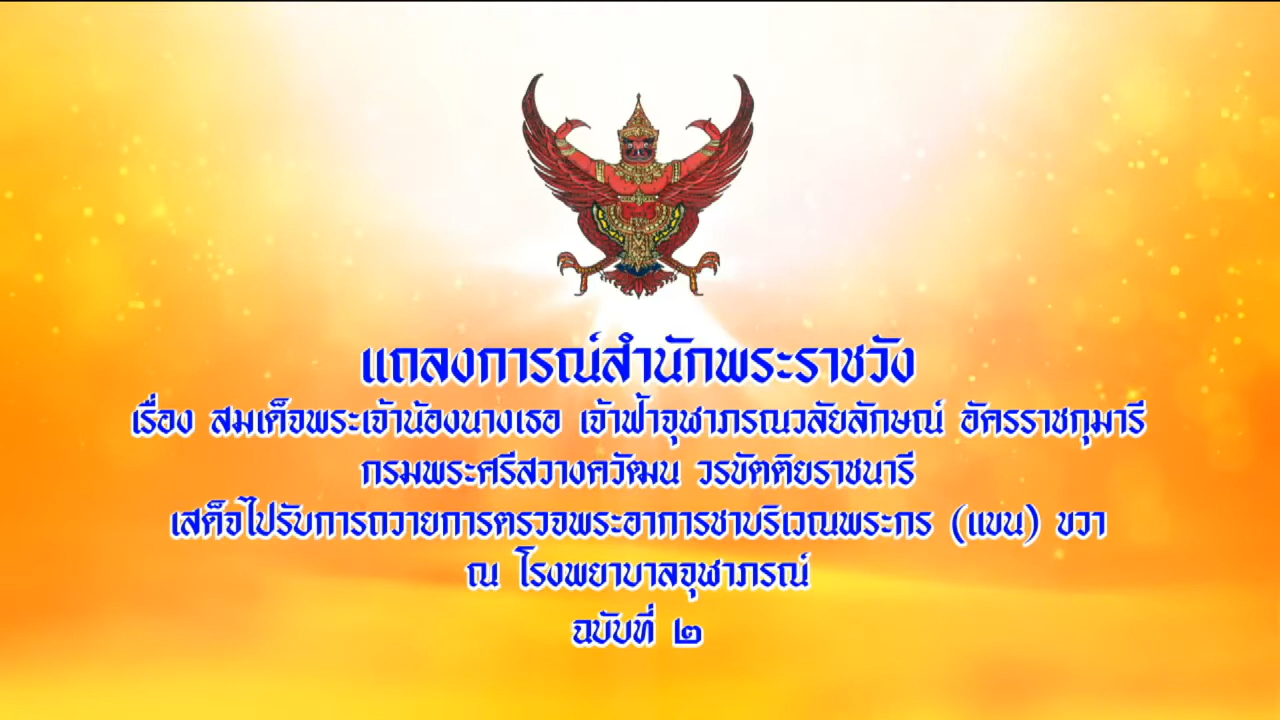 แถลงการณ์สำนักพระราชวัง
เรื่อง สมเด็จพระเจ้าน้องนางเธอ เจ้าฟ้าจุฬาภรณวลัยลักษณ์ อัครราชกุมารี
กรมพระศรีสวางควัฒน วรขัตติยราชนารี
เสด็จไปรับการถวายการตรวจพระอาการชาบริเวณพระกร (แขน) ขวา
ณ โรงพยาบาลจุฬาภรณ์
ฉบับที่ ๒